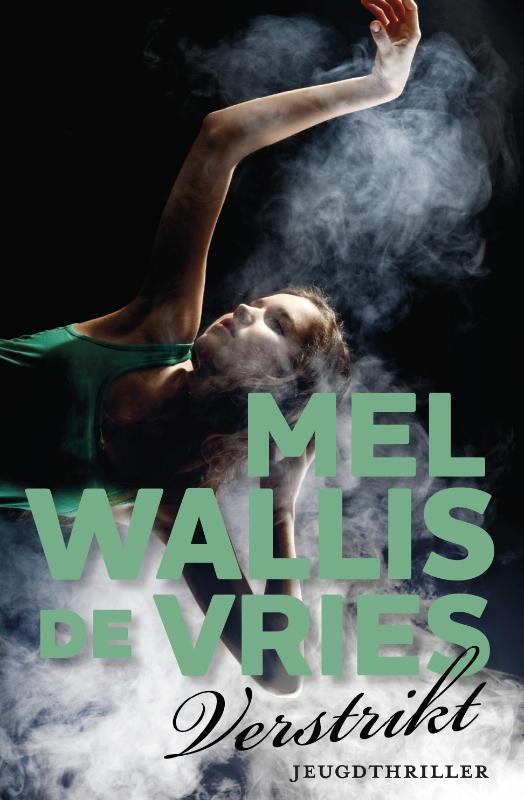 MEL
WALLIS
DE VRIES
Verstrikt
JEUGDTHRILLER